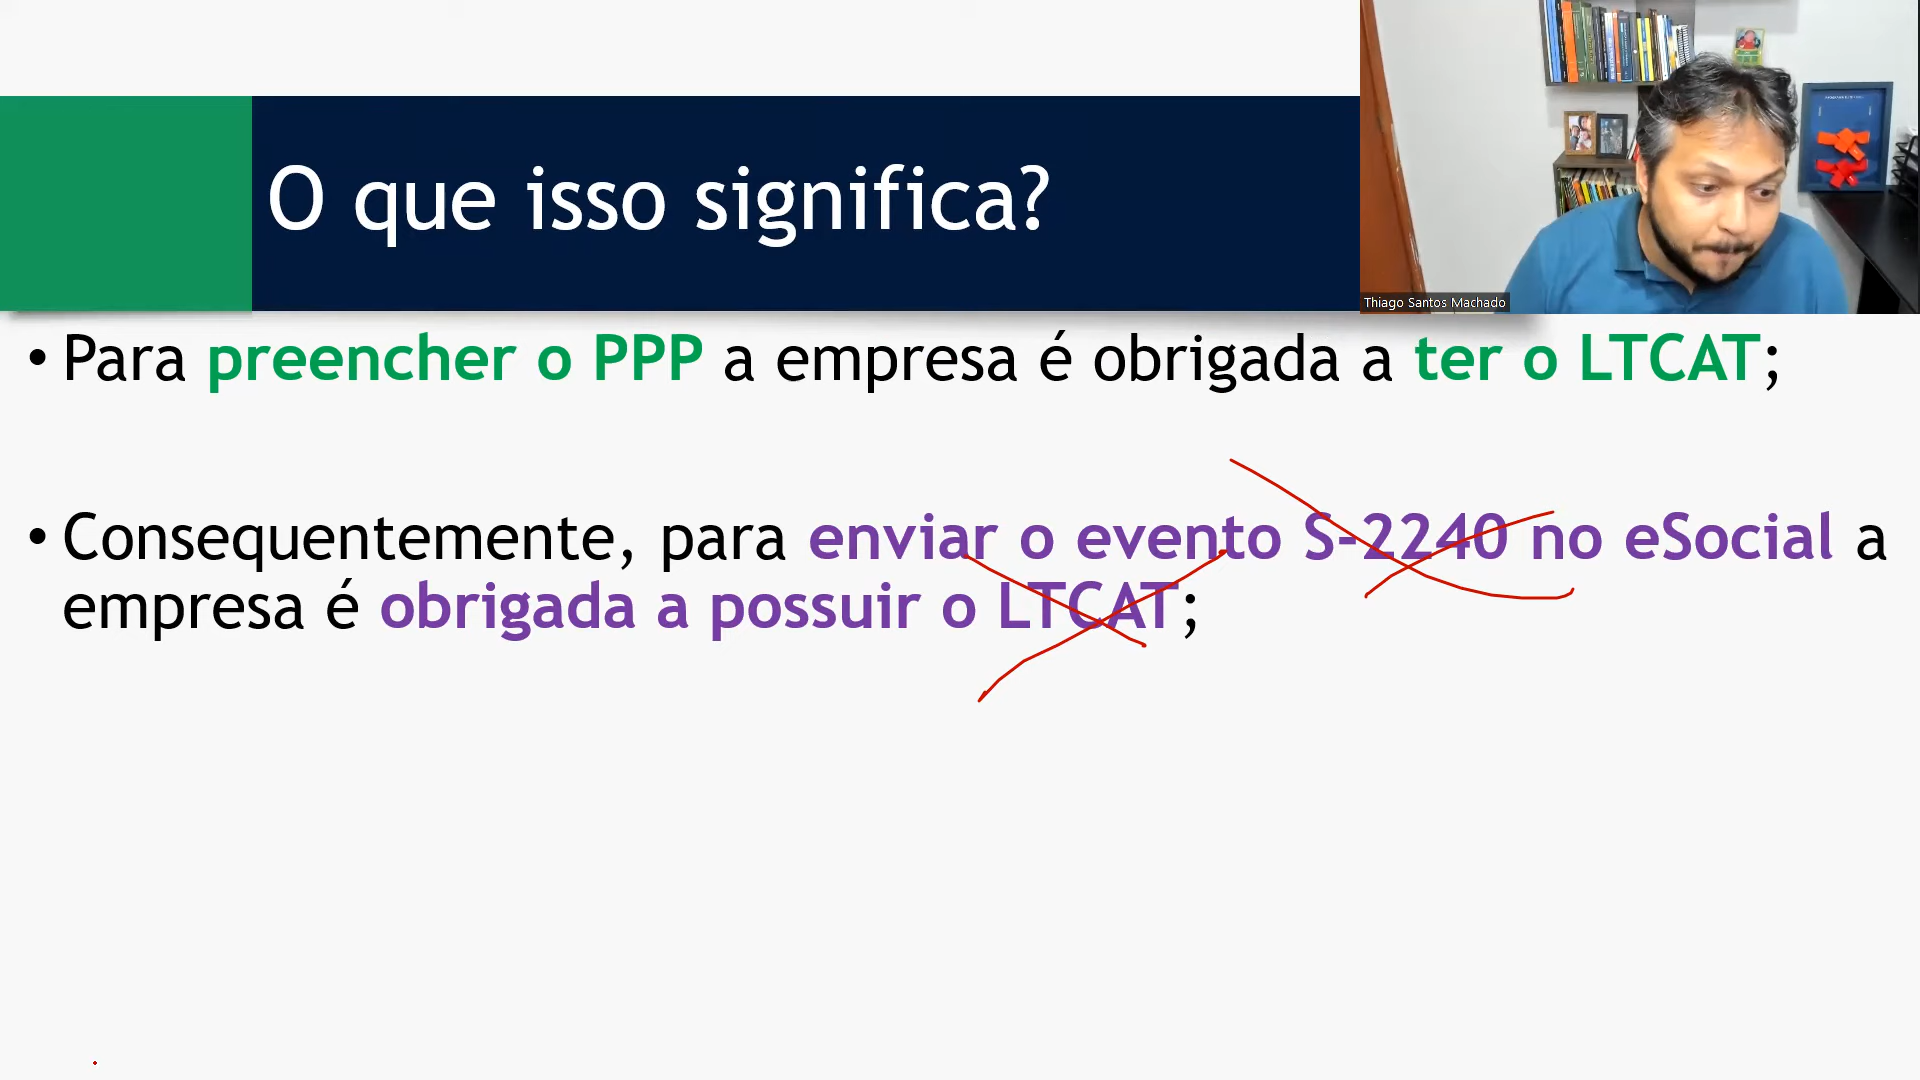 O que isso significa?
Thiago Santos Machado
• Para preencher o PPP a empresa é obrigada a ter o LTCAT;
• Consequentemente, para enviar o evento S-2240 no eSocial a
empresa é obrigada a possuir o LTCAT;